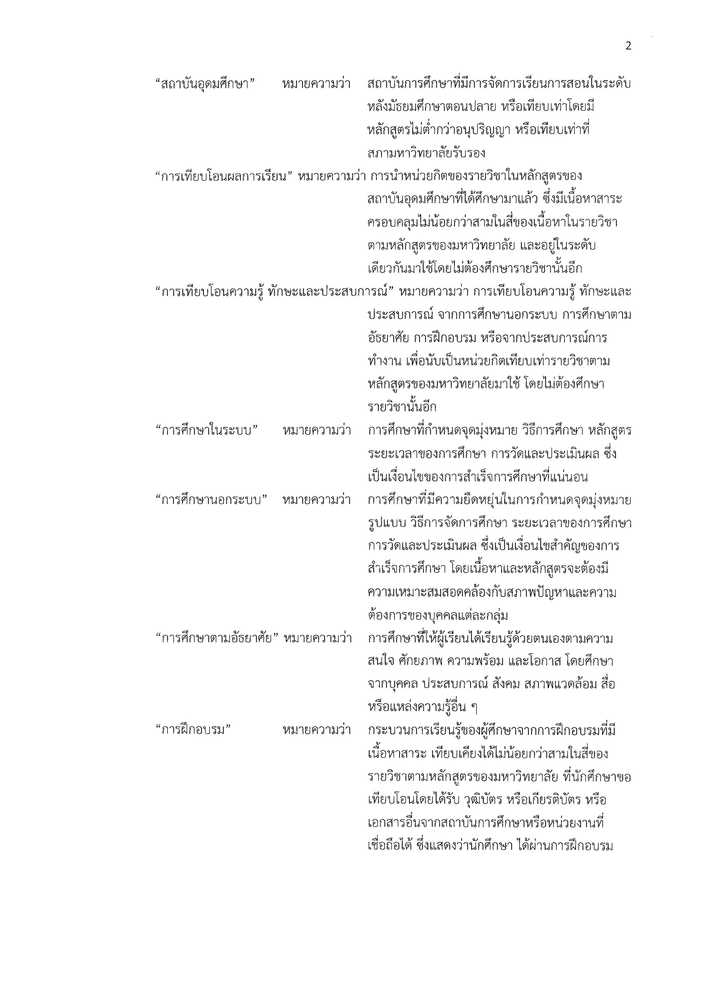 2
“สถาบันอุดมศึกษา” หมายความว่า สถาบันการศึกษาที่มีการจัดการเรียนการสอนในระดับ
หลังมัธยมศึกษาตอนปลาย หรือเทียบเท่าโดยมี
หลักสูตรไม่ต่ำกว่าอนุปริญญา หรือเทียบเท่าที่
สภามหาวิทยาลัยรับรอง
“การเทียบโอนผลการเรียน” หมายความว่า การนำหน่วยกิตของรายวิชาในหลักสูตรของ
สถาบันอุดมศึกษาที่ได้ศึกษามาแล้ว ซึ่งมีเนื้อหาสาระ
ครอบคลุมไม่น้อยกว่าสามในสี่ของเนื้อหาในรายวิชา
ตามหลักสูตรของมหาวิทยาลัย และอยู่ในระดับ
เดียวกันมาใช้โดยไม่ต้องศึกษารายวิชานั้นอีก
“การเทียบโอนความรู้ ทักษะและประสบการณ์” หมายความว่า การเทียบโอนความรู้ ทักษะและ
ประสบการณ์ จากการศึกษานอกระบบ การศึกษาตาม
อัธยาศัย การฝึกอบรม หรือจากประสบการณ์การ
ทำงาน เพื่อนับเป็นหน่วยกิตเทียบเท่ารายวิชาตาม
หลักสูตรของมหาวิทยาลัยมาใช้ โดยไม่ต้องศึกษา
รายวิชานั้นอีก
“การศึกษาในระบบ” หมายความว่า การศึกษาที่กำหนดจุดมุ่งหมาย วิธีการศึกษา หลักสูตร
ระยะเวลาของการศึกษา การวัดและประเมินผล ซึ่ง
เป็นเงื่อนไขของการสำเร็จการศึกษาที่แน่นอน
“การศึกษานอกระบบ” หมายความว่า การศึกษาที่มีความยืดหยุ่นในการกำหนดจุดมุ่งหมาย
รูปแบบ วิธีการจัดการศึกษา ระยะเวลาของการศึกษา
การวัดและประเมินผล ซึ่งเป็นเงื่อนไขสำคัญของการ
สำเร็จการศึกษา โดยเนื้อหาและหลักสูตรจะต้องมี
ความเหมาะสมสอดคล้องกับสภาพปัญหาและความ
ต้องการของบุคคลแต่ละกลุ่ม
“การศึกษาตามอัธยาศัย” หมายความว่า การศึกษาที่ให้ผู้เรียนได้เรียนรู้ด้วยตนเองตามความ
สนใจ ศักยภาพ ความพร้อม และโอกาส โดยศึกษา
จากบุคคล ประสบการณ์ สังคม สภาพแวดล้อม สื่อ
หรือแหล่งความรู้อื่น ๆ
“การฝึกอบรม” หมายความว่า กระบวนการเรียนรู้ของผู้ศึกษาจากการฝึกอบรมที่มี
เนื้อหาสาระ เทียบเคียงได้ไม่น้อยกว่าสามในสี่ของ
รายวิชาตามหลักสูตรของมหาวิทยาลัย ที่นักศึกษาขอ
เทียบโอนโดยได้รับ วุฒิบัตร หรือเกียรติบัตร หรือ
เอกสารอื่นจากสถาบันการศึกษาหรือหน่วยงานที่
เชื่อถือได้ ซึ่งแสดงว่านักศึกษา ได้ผ่านการฝึกอบรม